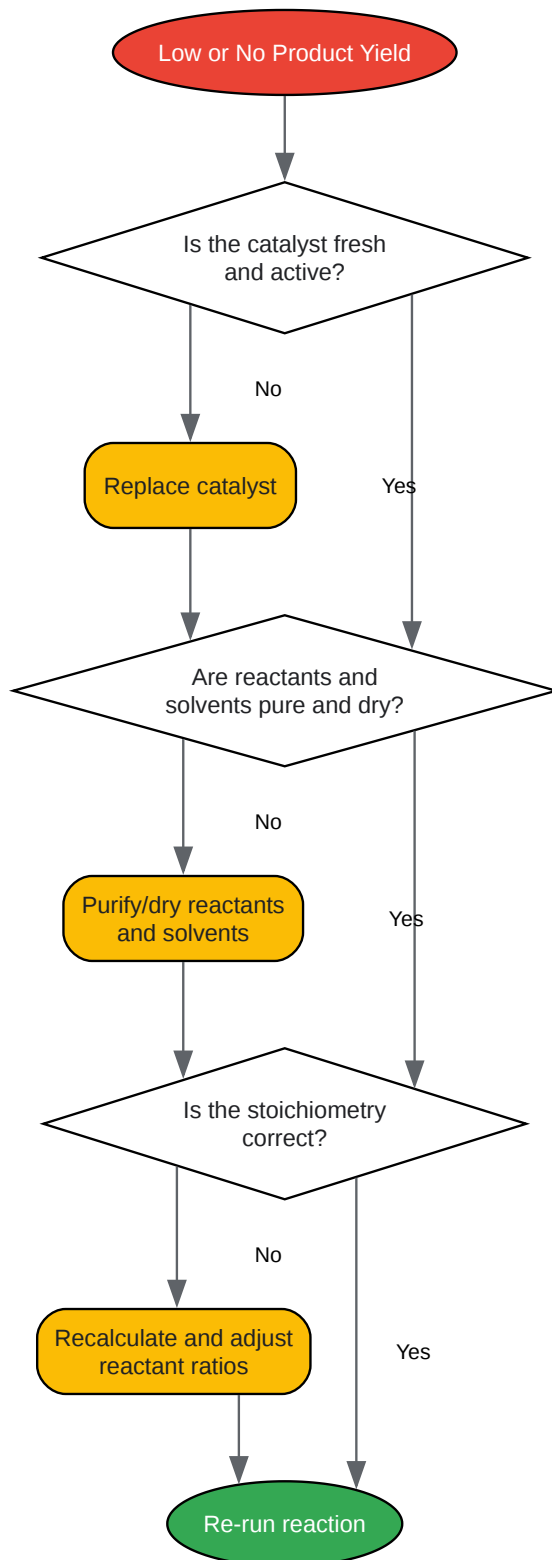 Low or No Product Yield
Is the catalyst fresh
and active?
No
Replace catalyst
Yes
Are reactants and
solvents pure and dry?
No
Purify/dry reactants
and solvents
Yes
Is the stoichiometry
correct?
No
Recalculate and adjust
reactant ratios
Yes
Re-run reaction